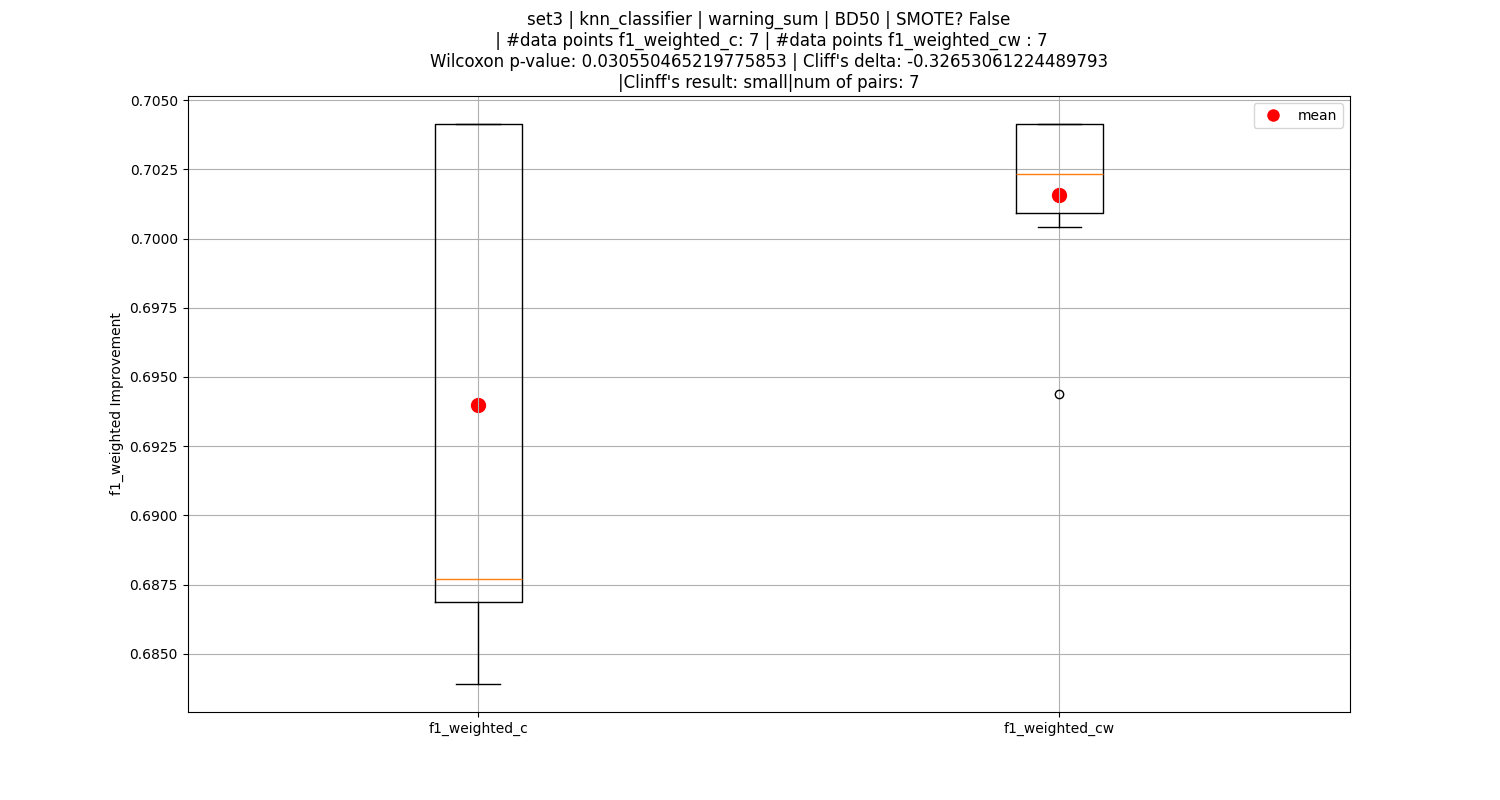 set3 | knn_classifier | warning_sum | BD50 | SMOTE? False
| #data points f1_weighted_c: 7 | #data points f1_weighted_cw : 7
Wilcoxon p-value: 0.030550465219775853 | Cliff's delta: -0.32653061224489793
|Clinff's result: small|num of pairs: 7
mean
0.7050
0.7025
0.7000
0.6975
0.6950
0.6925
0.6900
0.6875
0.6850
f1_weighted Improvement
f1_weighted_c
f1_weighted_cw